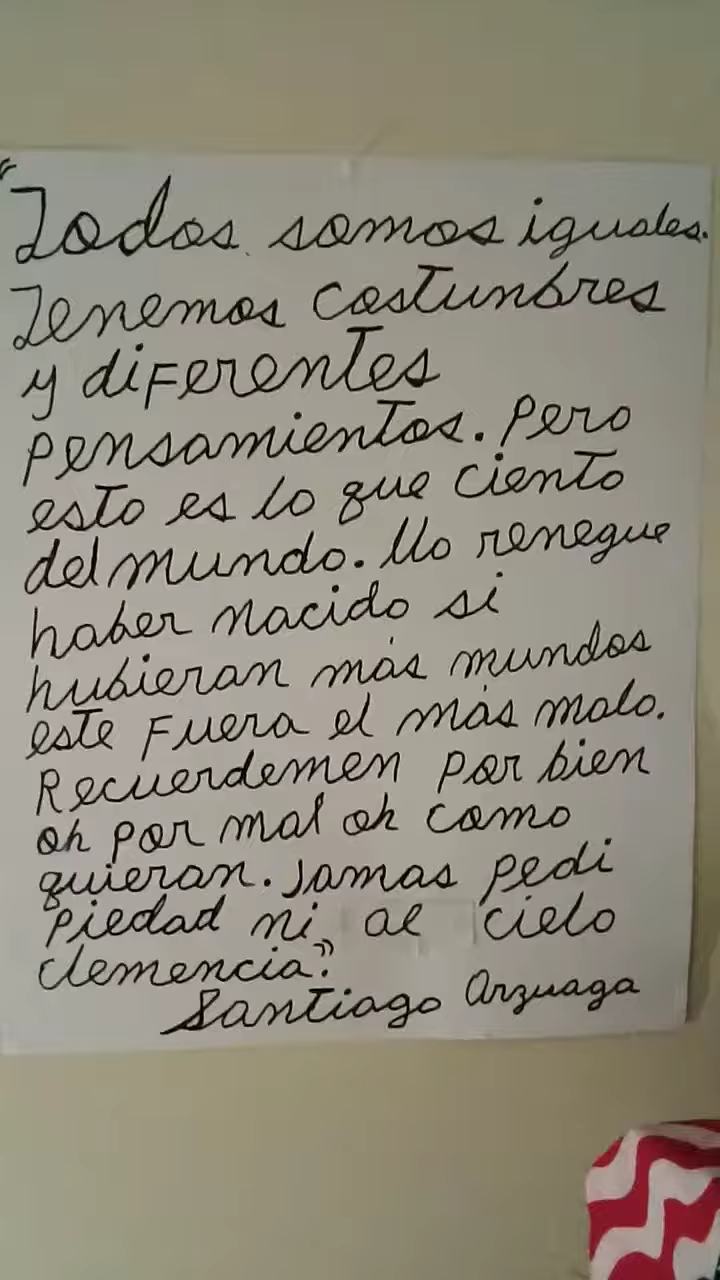 "Todos somos iguales.
Tenemos costunbres
y diferentes
pensamientos. Pero
esto es lo que ciento
del mundo. No renegue
haber nacido si
hubieran más mundos
este fuera el más malo.
Recuerdemen por bien
oh por mal oh como
quieran. Jamas pedi
piedad ni al cielo
clemencia."
Santiago Arzuaga